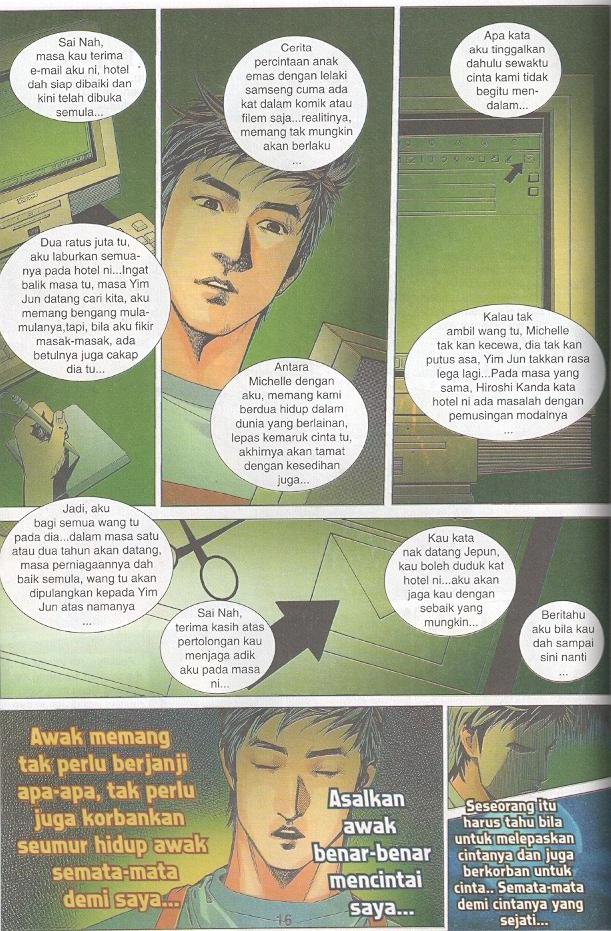 Sai Nah,
masa kau terima
e-mail aku ni, hotel
dah siap dibaiki dan
kini telah dibuka
semula...
Dua ratus juta tu,
aku laburkan semua-
nya pada hotel ni...Ingat
balik masa tu, masa Yim
Jun datang cari kita, aku
memang bengang mula-
mulanya,tapi, bila aku fikir
masak-masak, ada
betulnya juga cakap
dia tu...
Cerita
percintaan anak
emas dengan lelaki
samseng cuma ada
kat dalam komik atau
filem saja...realitinya,
memang tak mungkin
akan berlaku
...
Antara
Michelle dengan
aku, memang kami
berdua hidup dalam
dunia yang berlainan,
lepas kemaruk cinta tu,
akhirnya akan tamat
dengan kesedihan
juga...
Apa kata
aku tinggalkan
dahulu sewaktu
cinta kami tidak
begitu men-
dalam...
Kalau tak
ambil wang tu, Michelle
tak kan kecewa, dia tak kan
putus asa, Yim Jun takkan rasa
lega lagi...Pada masa yang
sama, Hiroshi Kanda kata
hotel ni ada masalah dengan
pemusingan modalnya
...
Jadi, aku
bagi semua wang tu
pada dia...dalam masa satu
atau dua tahun akan datang,
masa perniagaannya dah
baik semula, wang tu akan
dipulangkan kepada Yim
Jun atas namanya
...
Sai Nah,
terima kasih atas
pertolongan kau
menjaga adik
aku pada masa
ni...
Kau kata
nak datang Jepun,
kau boleh duduk kat
hotel ni...aku akan
jaga kau dengan
sebaik yang
mungkin...
Beritahu
aku bila kau
dah sampai
sini nanti
...
Awak memang
tak perlu berjanji
apa-apa, tak perlu
juga korbankan
seumur hidup awak
semata-mata
demi saya...
Asalkan
awak
benar-benar
mencintai
saya...
Seseorang itu
harus tahu bila
untuk melepaskan
cintanya dan juga
berkorban untuk
cinta.. Semata-mata
demi cintanya yang
sejati...
16